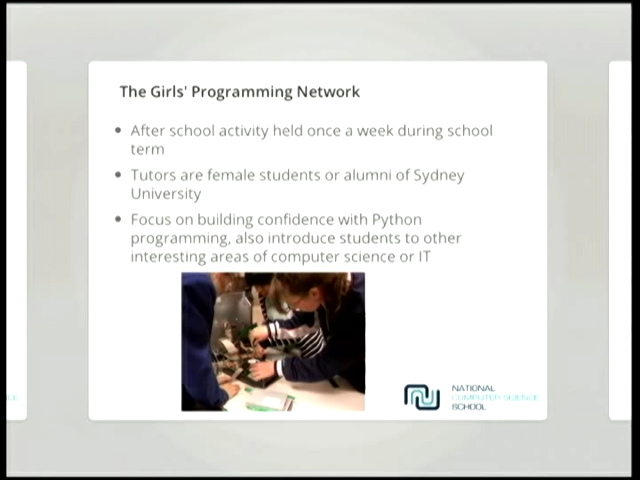 The Girls' Programming Network
• After school activity held once a week during school
term
• Tutors are female students or alumni of Sydney
University
• Focus on building confidence with Python
programming, also introduce students to other
interesting areas of computer science or IT
NATIONAL
COMPUTER SCIENCE
SCHOOL